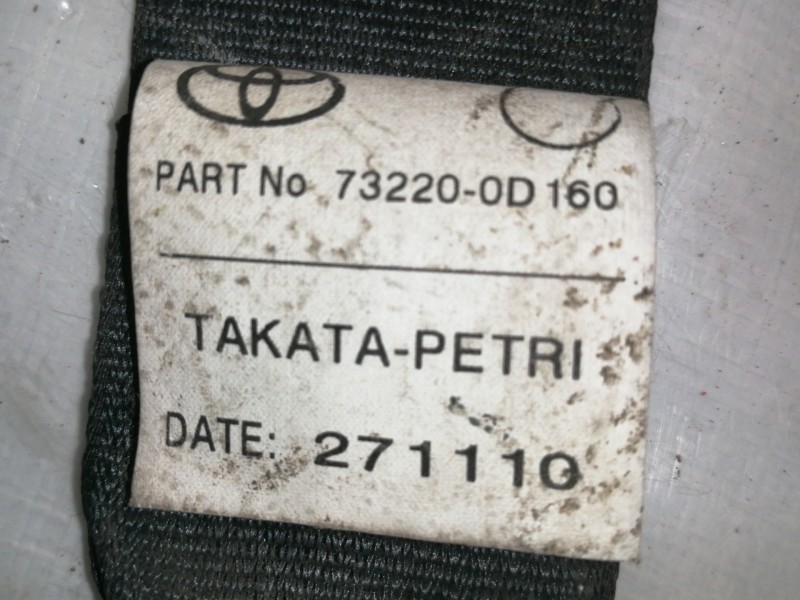 PART No 73220-0D160
TAKATA-PETRI
DATE: 271110